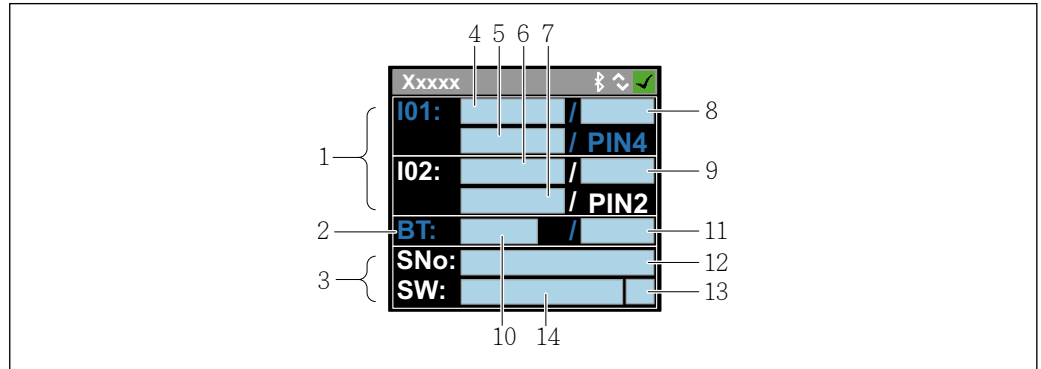 4 5 6 7
Xxxxx
I01: / 8
/ PIN4
1
I02: / 9
/ PIN2
2 BT: / 11
SNo: 12
3
SW: 13
10 14